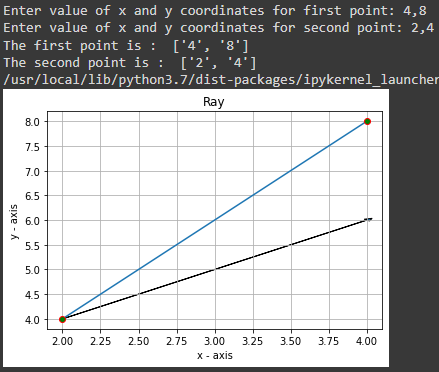 Enter value of x and y coordinates for first point: 4,8
Enter value of x and y coordinates for second point: 2,4
The first point is :  ['4', '8']
The second point is :  ['2', '4']
/usr/local/lib/python3.7/dist-packages/ipykernel_launcher
Ray
8.0
7.5
7.0
6.5
6.0
5.5
5.0
4.5
4.0
y - axis
2.00 2.25 2.50 2.75 3.00 3.25 3.50 3.75 4.00
x - axis